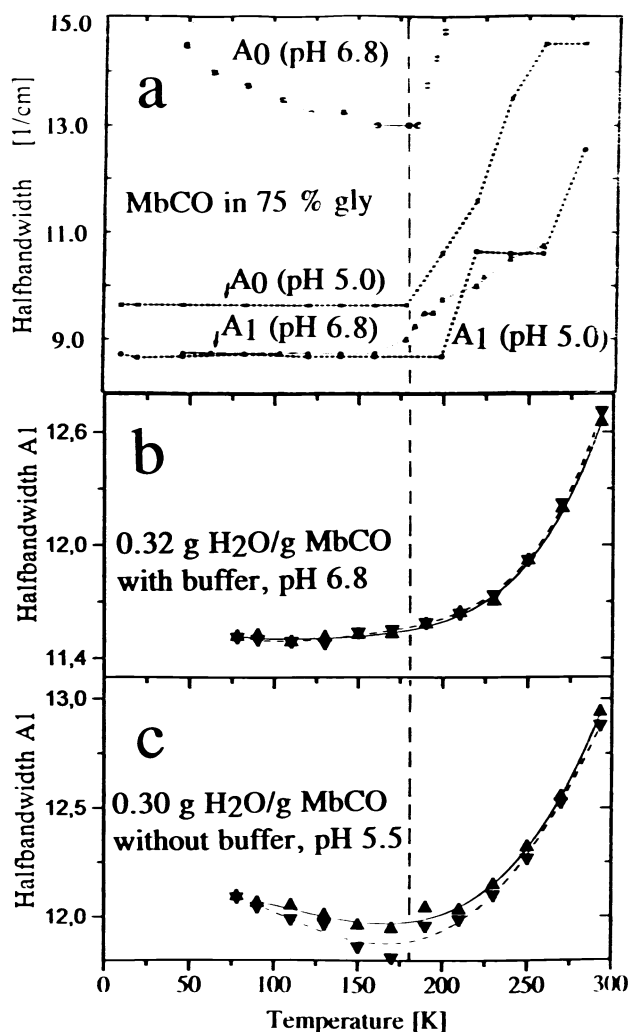 15.0
A0 (pH 6.8)
a
13.0
MbCO in 75 % gly
11.0
A0 (pH 5.0)
A1 (pH 6.8)
A1 (pH 5.0)
9.0
Halfbandwidth [1/cm]
12,6
b
12,0
0.32 g H2O/g MbCO
with buffer, pH 6.8
11,4
Halfbandwidth A1
13,0
c
12,5
0.30 g H2O/g MbCO
without buffer, pH 5.5
12,0
Halfbandwidth A1
0 50 100 150 200 250 300
Temperature [K]